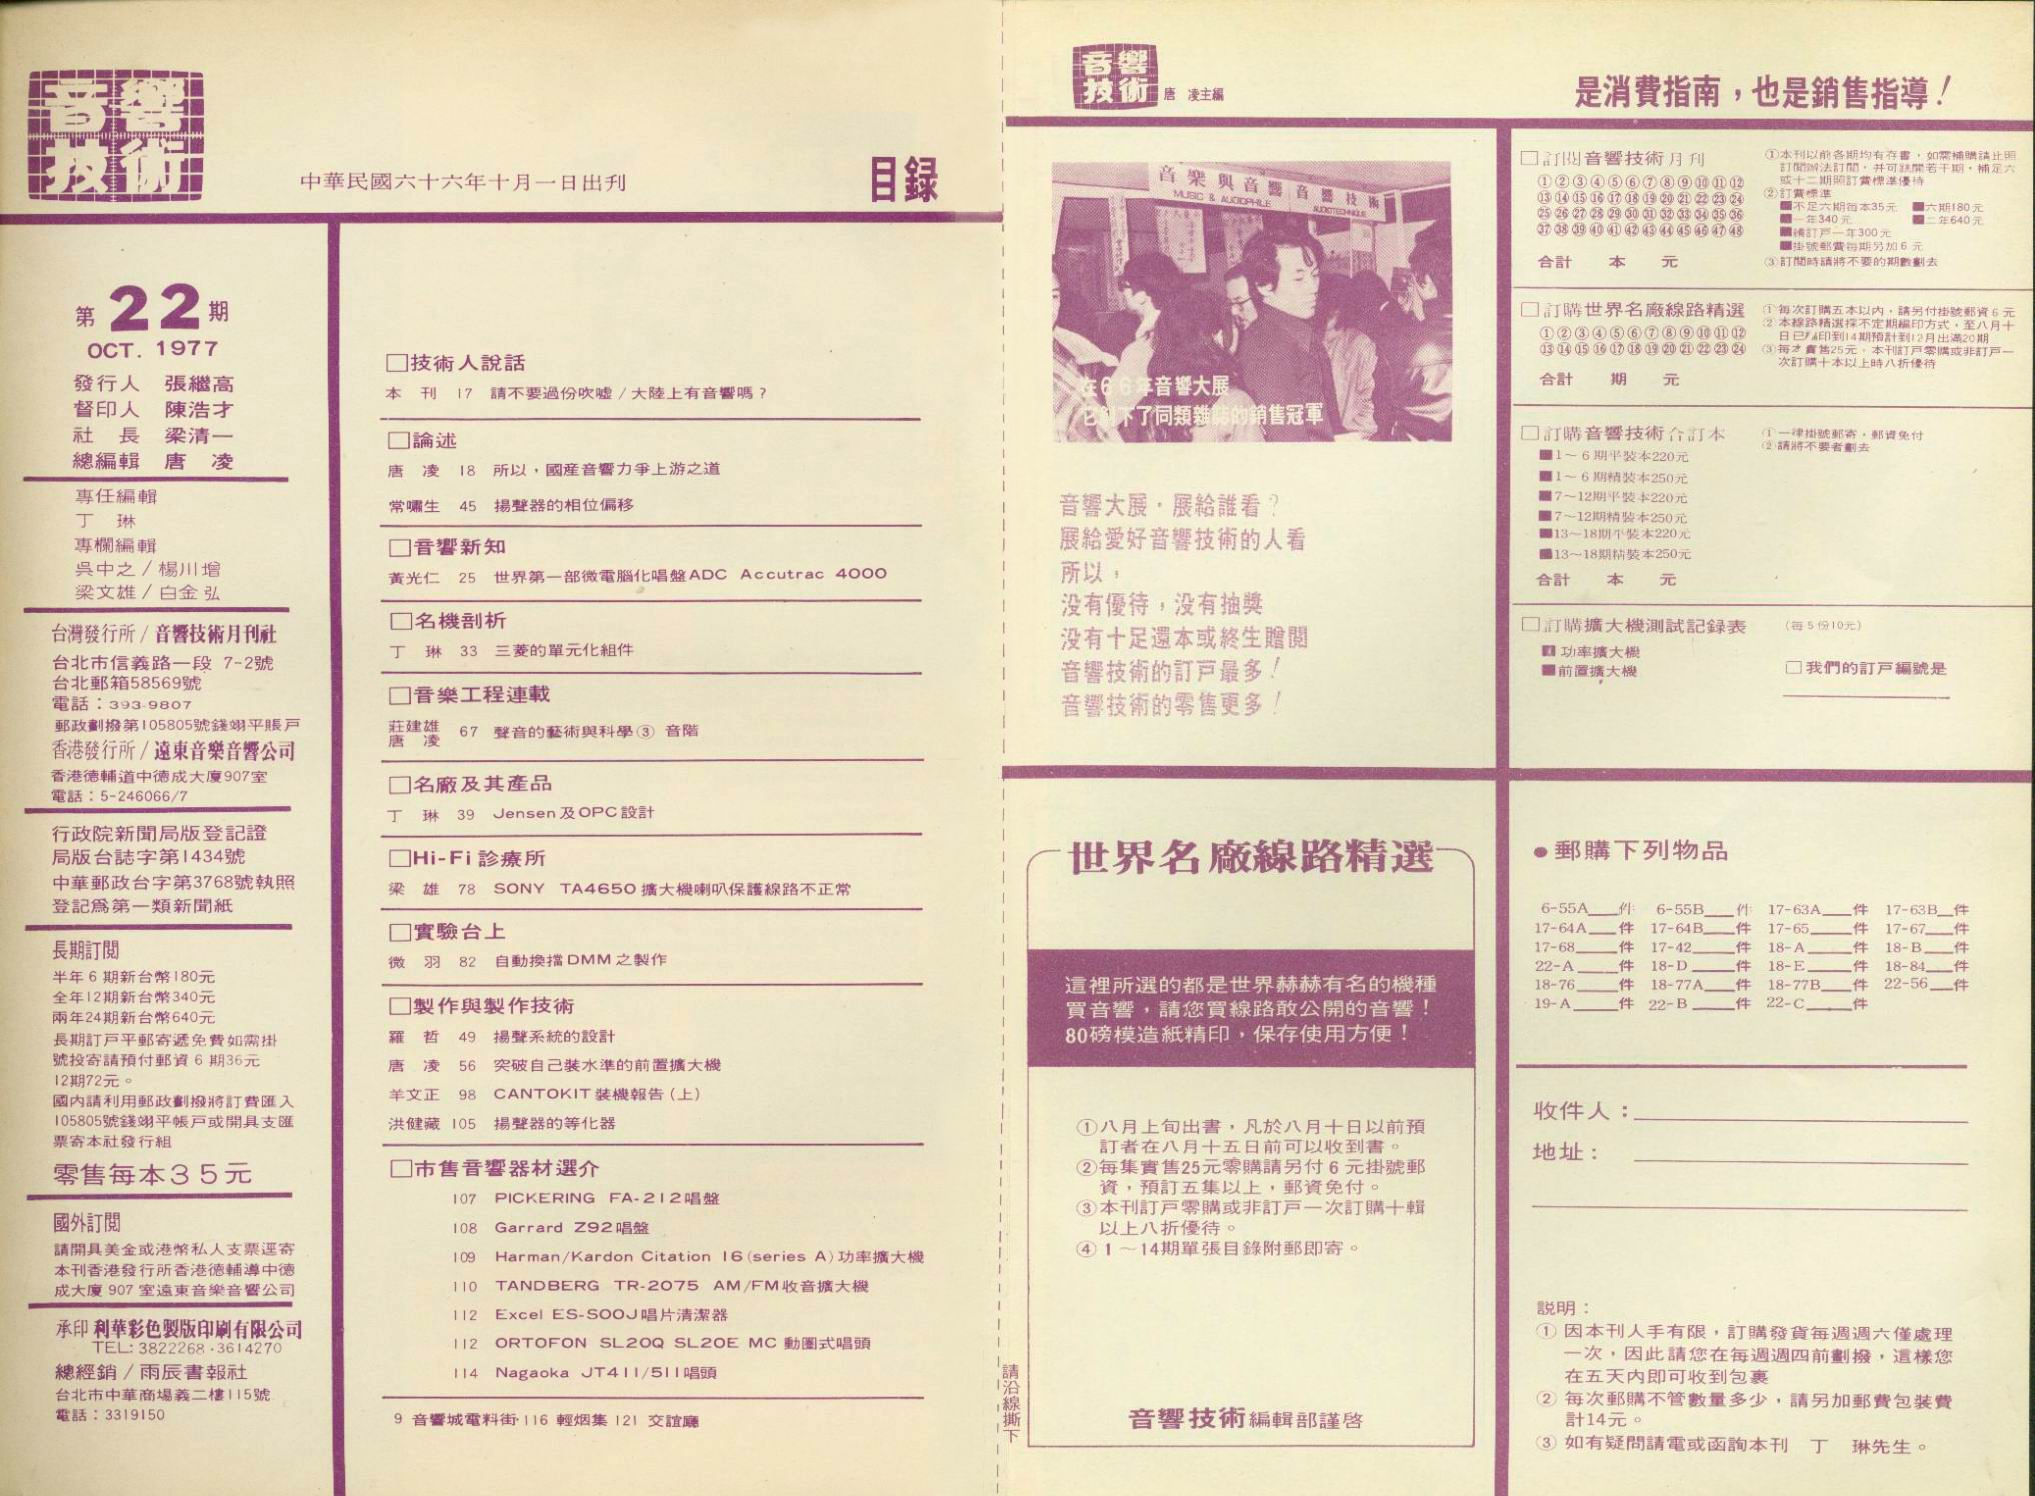 音響
技術
中華民國六十六年十月一日出刊
目錄
第22期
OCT. 1977
發行人 張繼高
督印人 陳浩才
社 長 梁清一
總編輯 唐 凌
專任編輯
丁 琳
專欄編輯
吳中之/楊川增
梁文雄/白金弘
台灣發行所/音響技術月刊社
台北市信義路一段 7-2號
台北郵箱58569號
電話：393-9807
郵政劃撥第105805號錢翊平賬戶
香港發行所/遠東音樂音響公司
香港德輔道中德成大廈907室
電話：5-246066/7
行政院新聞局版登記證
局版台誌字第1434號
中華郵政台字第3768號執照
登記爲第一類新聞紙
長期訂閱
半年6期新台幣180元
全年12期新台幣340元
兩年24期新台幣640元
長期訂戶平郵寄遞免費如需掛
號投寄請預付郵資6期36元
12期72元。
國內請利用郵政劃撥將訂費匯入
105805號錢翊平帳戶或開具支匯
票寄本社發行組
零售每本35元
國外訂閱
請開具美金或港幣私人支票逕寄
本刊香港發行所香港德輔導中德
成大廈 907 室遠東音樂音響公司
承印 利華彩色製版印刷有限公司
TEL: 3822268·3614270
總經銷/雨辰書報社
台北市中華商場義二樓115號
電話：3319150
□技術人說話
本 刊 17 請不要過份吹噓/大陸上有音響嗎？
□論述
唐 凌 18 所以，國産音響力爭上游之道
常嘯生 45 揚聲器的相位偏移
□音響新知
黃光仁 25 世界第一部微電腦化唱盤ADC Accutrac 4000
□名機剖析
丁 琳 33 三菱的單元化組件
□音樂工程連載
莊建雄
唐 凌 67 聲音的藝術與科學③ 音階
□名廠及其產品
丁 琳 39 Jensen及OPC設計
□Hi-Fi診療所
梁 雄 78 SONY TA4650擴大機喇叭保護線路不正常
□實驗台上
微 羽 82 自動換擋DMM之製作
□製作與製作技術
羅 哲 49 揚聲系統的設計
唐 凌 56 突破自己裝水準的前置擴大機
羊文正 98 CANTOKIT裝機報告(上)
洪健藏 105 揚聲器的等化器
□市售音響器材選介
107 PICKERING FA-212唱盤
108 Garrard Z92唱盤
109 Harman/Kardon Citation 16(series A)功率擴大機
110 TANDBERG TR-2075 AM/FM收音擴大機
112 Excel ES-S00J唱片清潔器
112 ORTOFON SL20Q SL20E MC 動圈式唱頭
114 Nagaoka JT411/511唱頭
9 音響城電料街·116 輕烟集 121 交誼廳
請沿線撕下
音響
技術 唐 凌主編
是消費指南，也是銷售指導！
音樂與音響 音響技術
MUSIC & AUDIOPHILE AUDIOTECHNIQUE
在66年音響大展
它創下了同類雜誌的銷售冠軍
音響大展，展給誰看？
展給愛好音響技術的人看
所以，
没有優待，没有抽獎
没有十足還本或終生贈閱
音響技術的訂戶最多！
音響技術的零售更多！
□訂閱音響技術月刊
①②③④⑤⑥⑦⑧⑨⑩⑪⑫
⑬⑭⑮⑯⑰⑱⑲⑳㉑㉒㉓㉔
㉕㉖㉗㉘㉙㉚㉛㉜㉝㉞㉟㊱
㊲㊳㊴㊵㊶㊷㊸㊹㊺㊻㊼㊽
合計 本 元
①本刊以前各期均有存書，如需補購請比照
訂閱辦法訂閱，并可跳開若干期，補足六
或十二期照訂費標準優待
②訂費標準
■不足六期每本35元 ■六期180元
■一年340元 ■二年640元
■續訂戶一年300元
■掛號郵費每期另加6元
③訂閱時請將不要的期數劃去
□訂購世界名廠線路精選
①②③④⑤⑥⑦⑧⑨⑩⑪⑫
⑬⑭⑮⑯⑰⑱⑲⑳㉑㉒㉓㉔
合計 期 元
①每次訂購五本以內，請另付掛號郵資6元
②本線路精選採不定期編印方式，至八月十
日已編印到14期預計到12月出滿20期
③每本實售25元，本刊訂戶零購或非訂戶一
次訂購十本以上時八折優待
□訂購音響技術合訂本
■1～6期平裝本220元
■1～6期精裝本250元
■7～12期平裝本220元
■7～12期精裝本250元
■13～18期平裝本220元
■13～18期精裝本250元
合計 本 元
①一律掛號郵寄，郵資免付
②請將不要者劃去
□訂購擴大機測試記錄表 (每5份10元)
■功率擴大機
■前置擴大機
□我們的訂戶編號是
世界名廠線路精選
這裡所選的都是世界赫赫有名的機種
買音響，請您買線路敢公開的音響！
80磅模造紙精印，保存使用方便！
①八月上旬出書，凡於八月十日以前預
訂者在八月十五日前可以收到書。
②每集實售25元零購請另付6元掛號郵
資，預訂五集以上，郵資免付。
③本刊訂戶零購或非訂戶一次訂購十輯
以上八折優待。
④1～14期單張目錄附郵即寄。
音響技術編輯部謹啓
●郵購下列物品
6-55A___件 6-55B___件 17-63A___件 17-63B__件
17-64A___件 17-64B___件 17-65___件 17-67___件
17-68___件 17-42___件 18-A___件 18-B___件
22-A___件 18-D___件 18-E___件 18-84___件
18-76___件 18-77A___件 18-77B___件 22-56___件
19-A___件 22-B___件 22-C___件
收件人：
地址：
説明：
① 因本刊人手有限，訂購發貨每週週六僅處理
一次，因此請您在每週週四前劃撥，這樣您
在五天內即可收到包裹
② 每次郵購不管數量多少，請另加郵費包裝費
計14元。
③ 如有疑問請電或函詢本刊 丁 琳先生。